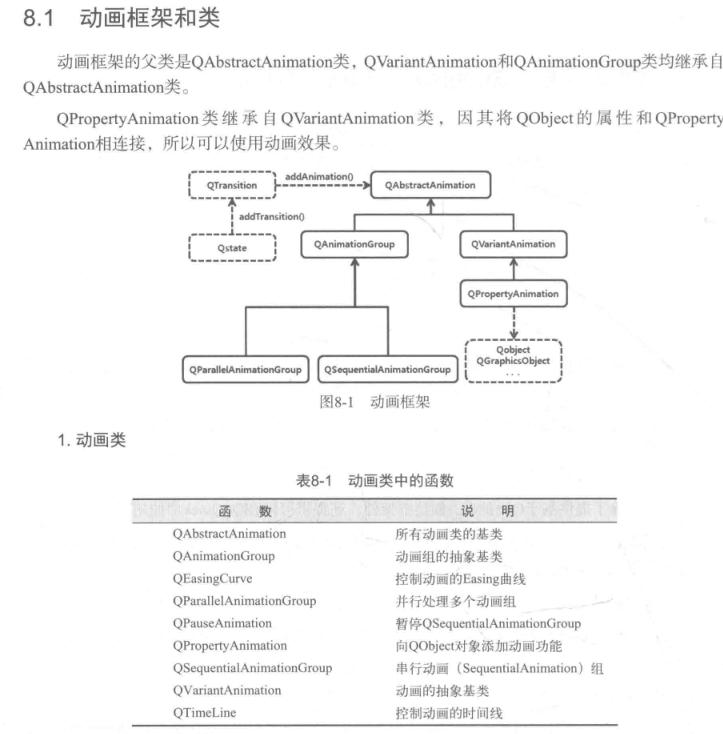 8.1 动画框架和类
动画框架的父类是QAbstractAnimation类，QVariantAnimation和QAnimationGroup类均继承自
QAbstractAnimation类。
QPropertyAnimation类继承自QVariantAnimation类，因其将QObject的属性和QProperty
Animation相连接，所以可以使用动画效果。
QTransition
addAnimation()
QAbstractAnimation
addTransition()
Qstate
QAnimationGroup
QVariantAnimation
QPropertyAnimation
QParallelAnimationGroup
QSequentialAnimationGroup
Qobject
QGraphicsObject
...
图8-1 动画框架
1. 动画类
表8-1 动画类中的函数
函 数 说 明
QAbstractAnimation 所有动画类的基类
QAnimationGroup 动画组的抽象基类
QEasingCurve 控制动画的Easing曲线
QParallelAnimationGroup 并行处理多个动画组
QPauseAnimation 暂停QSequentialAnimationGroup
QPropertyAnimation 向QObject对象添加动画功能
QSequentialAnimationGroup 串行动画（SequentialAnimation）组
QVariantAnimation 动画的抽象基类
QTimeLine 控制动画的时间线